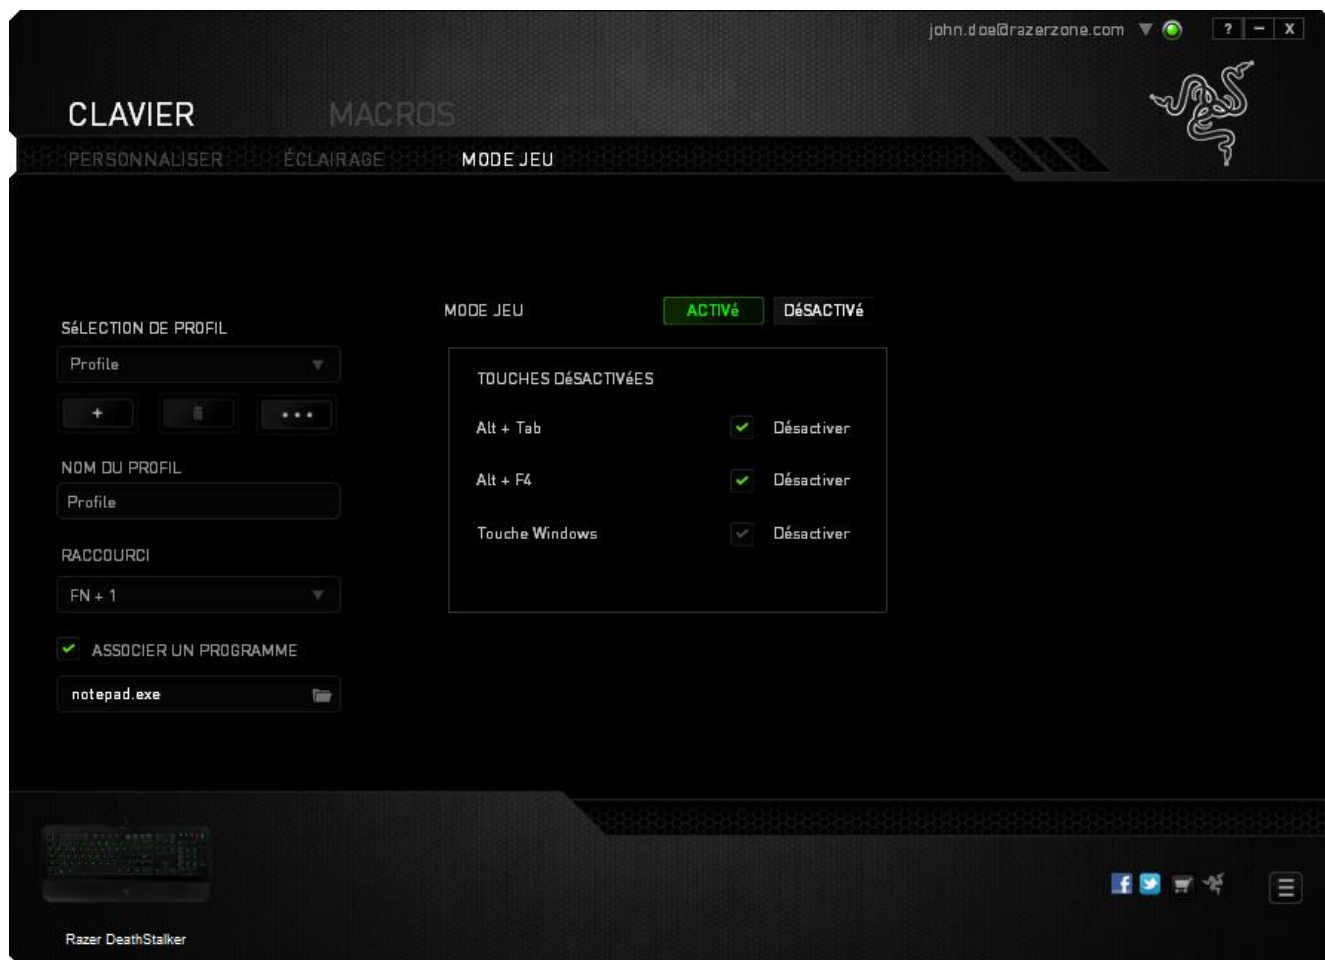 john.doe@razerzone.com
? – X
CLAVIER MACROS
PERSONNALISER ÉCLAIRAGE MODE JEU
MODE JEU ACTIVé DéSACTIVé
SéLECTION DE PROFIL
Profile
+ •••
TOUCHES DéSACTIVéES
Alt + Tab Désactiver
Alt + F4 Désactiver
Touche Windows Désactiver
NOM DU PROFIL
Profile
RACCOURCI
FN + 1
ASSOCIER UN PROGRAMME
notepad.exe
Razer DeathStalker